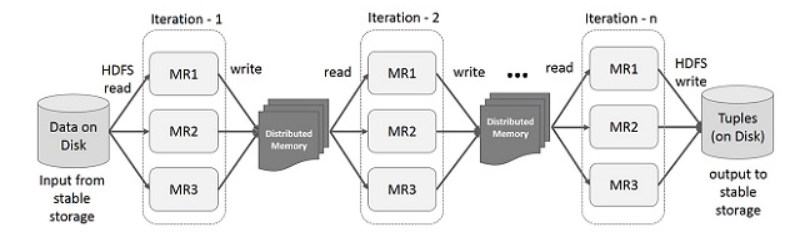 Iteration - 1
Iteration - 2
Iteration - n
HDFS
read
MR1
write
read
MR1
write
...
read
MR1
HDFS
write
Data on
Disk
MR2
Distributed
Memory
MR2
Distributed
Memory
MR2
Tuples
(on Disk)
Input from
stable
storage
MR3
MR3
MR3
output to
stable
storage